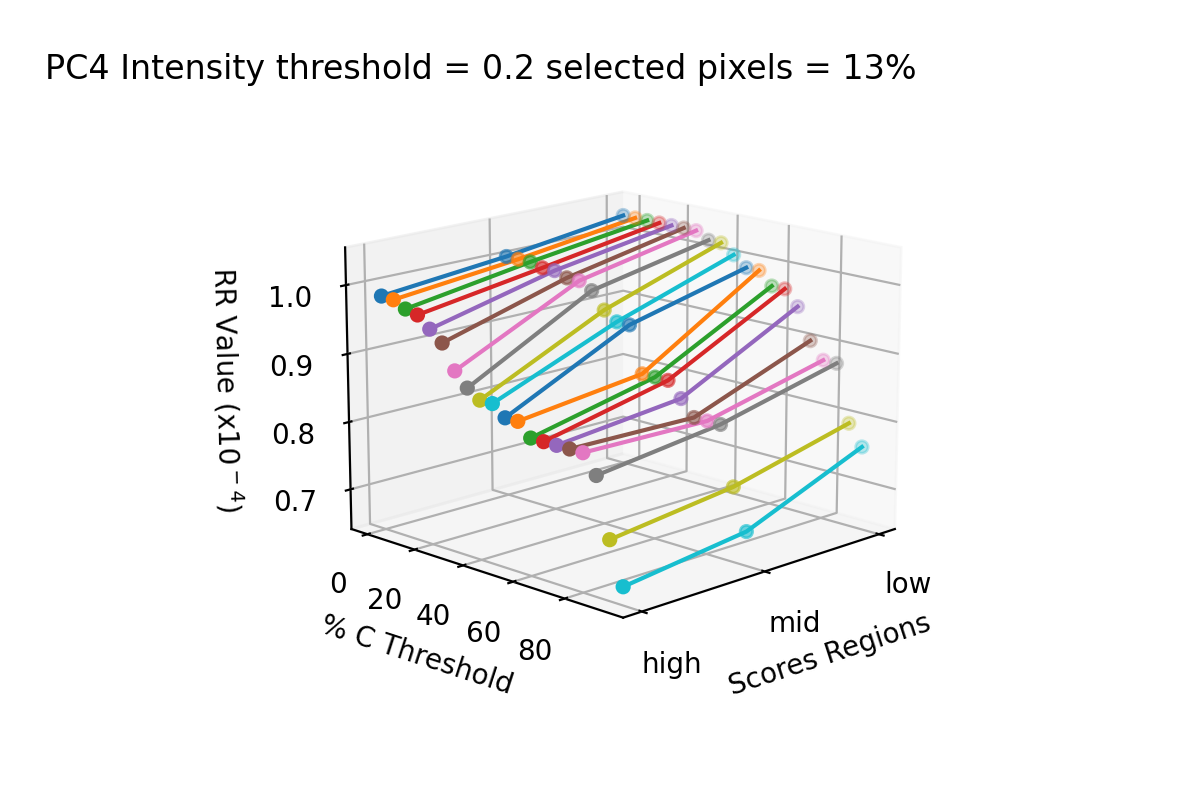 PC4 Intensity threshold = 0.2 selected pixels = 13%
RR Value (x10⁻⁴)
1.0
0.9
0.8
0.7
0
20
40
60
80
% C Threshold
high
mid
low
Scores Regions